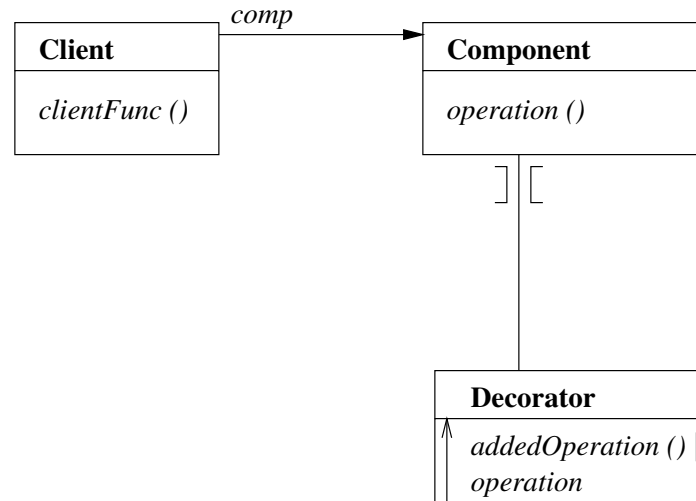 comp
Client
Component
clientFunc ()
operation ()
Decorator
addedOperation ()
operation